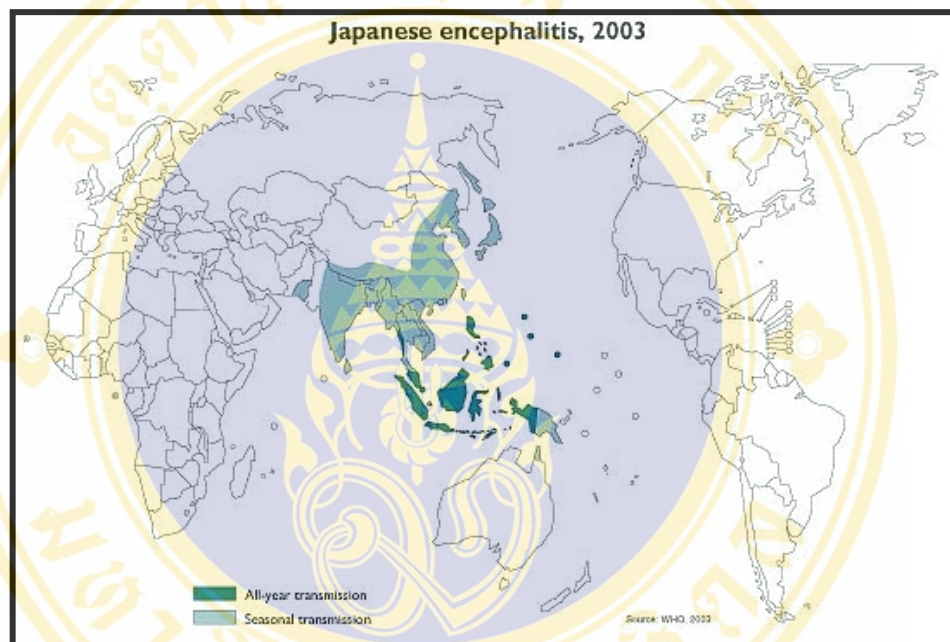 Japanese encephalitis, 2003
All-year transmission
Seasonal transmission
Source: WHO, 2003